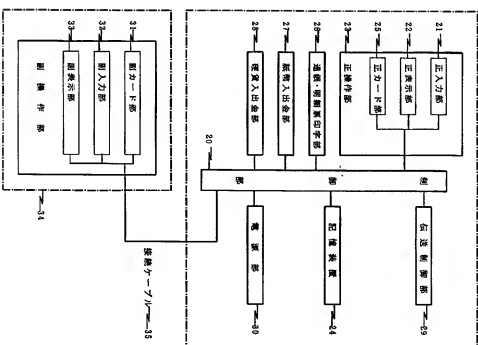 21
正入力部
22
正表示部
25
正カード部
23
正操作部
26
通帳・明細票印字部
27
紙幣入出金部
28
硬貨入出金部
20
制御部
29
伝送制御部
24
記憶装置
30
電源部
31
副カード部
32
副入力部
33
副表示部
副操作部
34
接続ケーブル
35